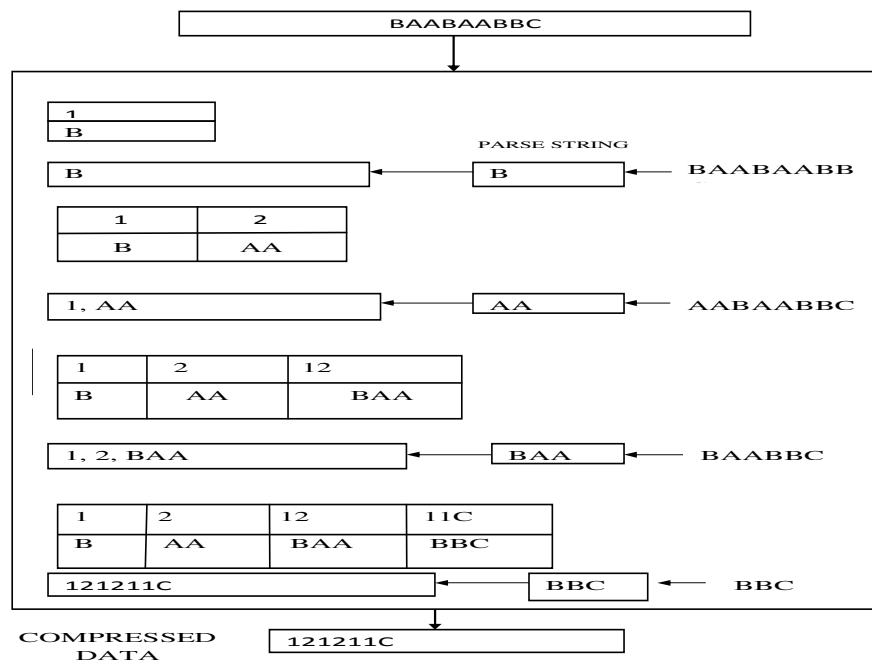 BAABAABBC
1
B
PARSE STRING
B B BAABAABB
1 2
B AA
1, AA AA AABAABBC
1 2 12
B AA BAA
1, 2, BAA BAA BAABBC
1 2 12 11C
B AA BAA BBC
121211C BBC BBC
COMPRESSED
DATA
121211C